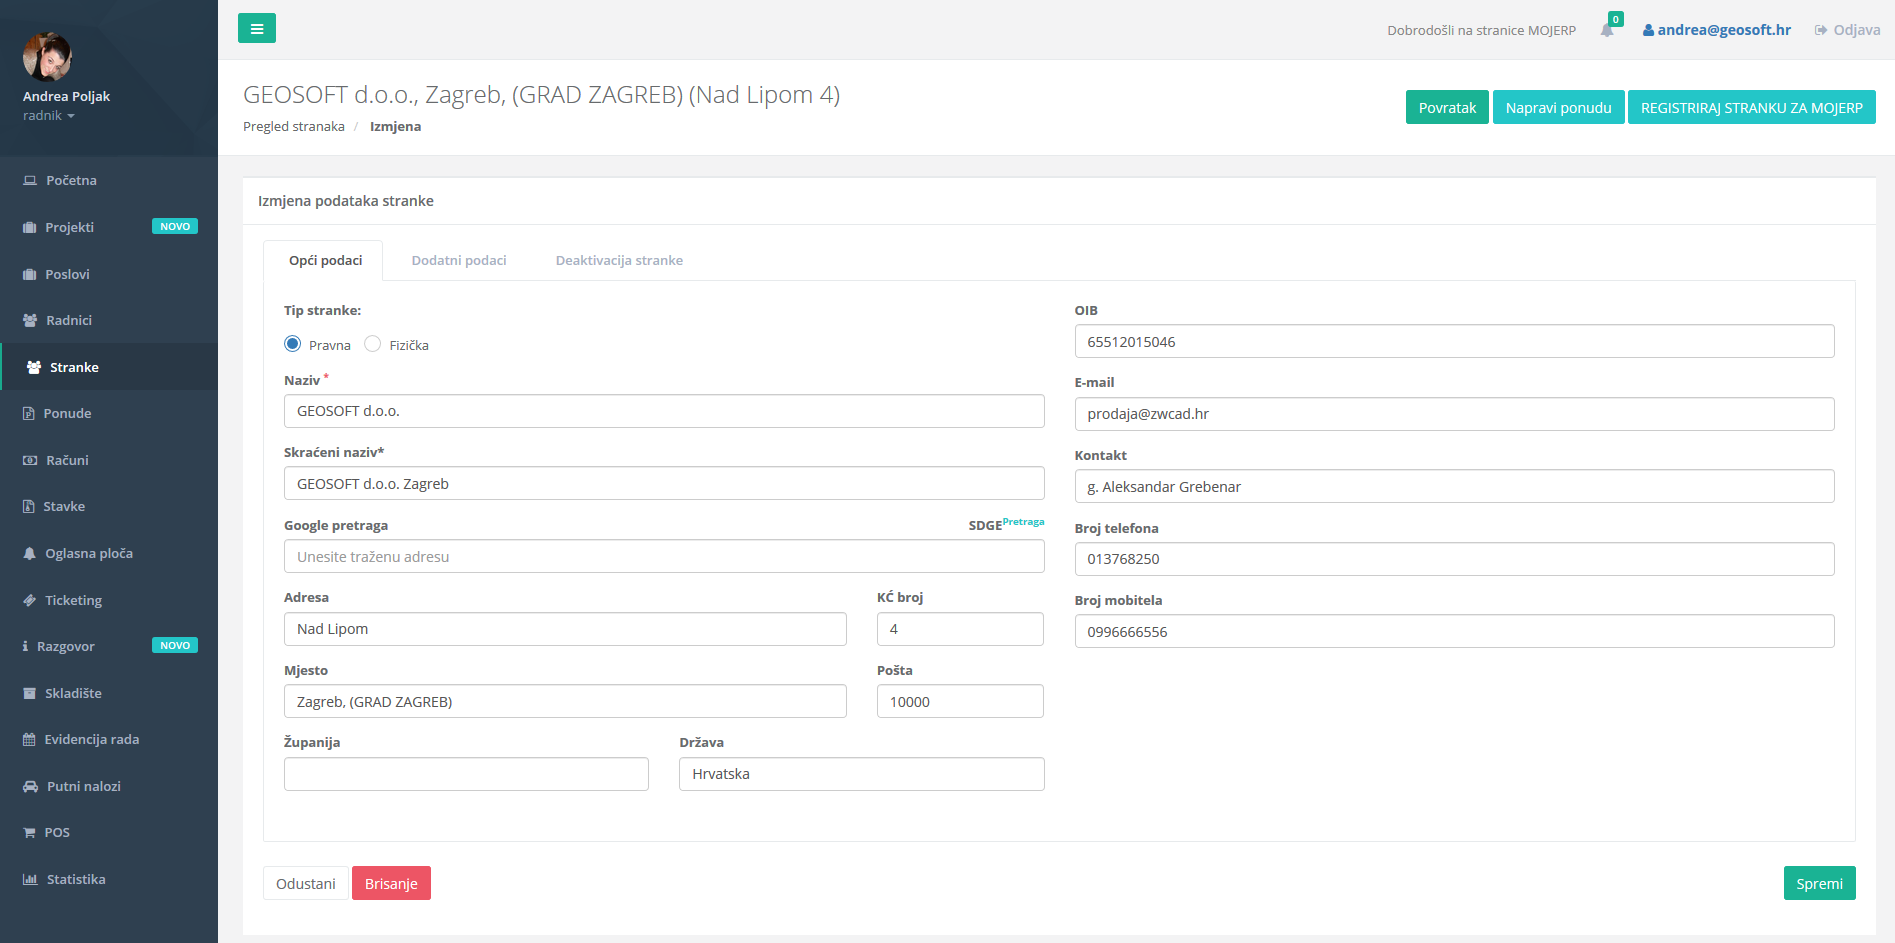 Andrea Poljak
radnik
Početna
Projekti NOVO
Poslovi
Radnici
Stranke
Ponude
Računi
Stavke
Oglasna ploča
Ticketing
Razgovor NOVO
Skladište
Evidencija rada
Putni nalozi
POS
Statistika
Dobrodošli na stranice MOJERP 0 andrea@geosoft.hr Odjava
GEOSOFT d.o.o., Zagreb, (GRAD ZAGREB) (Nad Lipom 4)
Pregled stranaka / Izmjena
Povratak Napravi ponudu REGISTRIRAJ STRANKU ZA MOJERP
Izmjena podataka stranke
Opći podaci Dodatni podaci Deaktivacija stranke
Tip stranke:
Pravna Fizička
Naziv *
GEOSOFT d.o.o.
Skraćeni naziv*
GEOSOFT d.o.o. Zagreb
Google pretraga SDGE Pretraga
Unesite traženu adresu
Adresa KĆ broj
Nad Lipom 4
Mjesto Pošta
Zagreb, (GRAD ZAGREB) 10000
Županija Država
Hrvatska
OIB
65512015046
E-mail
prodaja@zwcad.hr
Kontakt
g. Aleksandar Grebenar
Broj telefona
013768250
Broj mobitela
0996666556
Odustani Brisanje Spremi